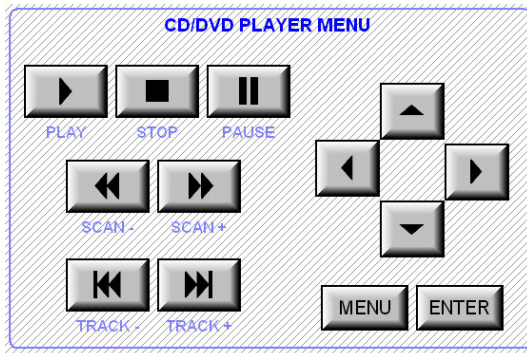 CD/DVD PLAYER MENU
PLAY STOP PAUSE
SCAN - SCAN +
TRACK - TRACK +
MENU ENTER